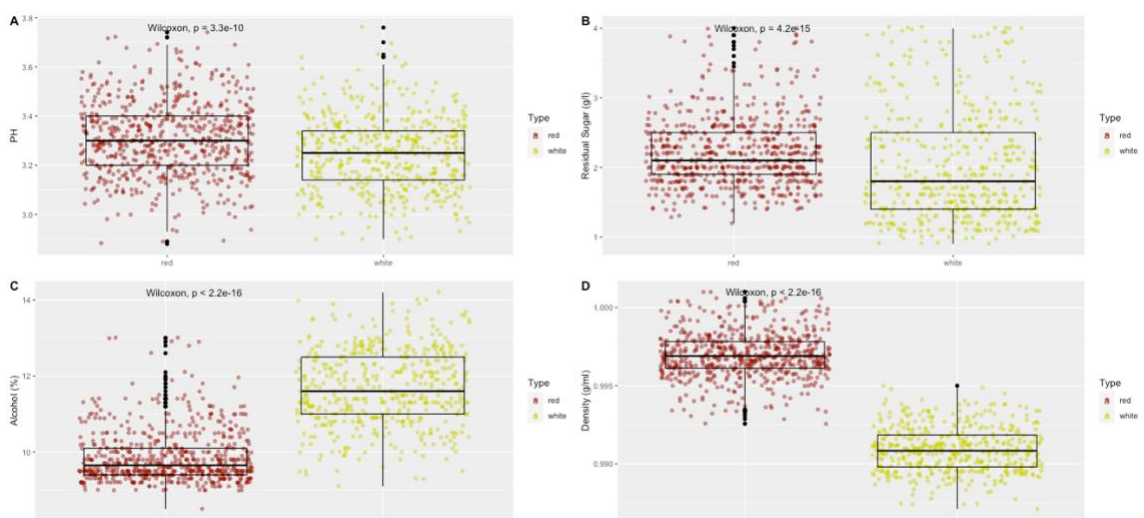 A
Wilcoxon, p = 3.3e-10
3.8
3.6
3.4
3.2
3.0
PH
red
white
Type
a red
a white
B
Wilcoxon, p = 4.2e-15
4
3
2
1
Residual Sugar (g/l)
red
white
Type
a red
a white
C
Wilcoxon, p < 2.2e-16
14
12
10
Alcohol (%)
Type
a red
a white
D
Wilcoxon, p < 2.2e-16
1.000
0.995
0.990
Density (g/ml)
Type
a red
a white